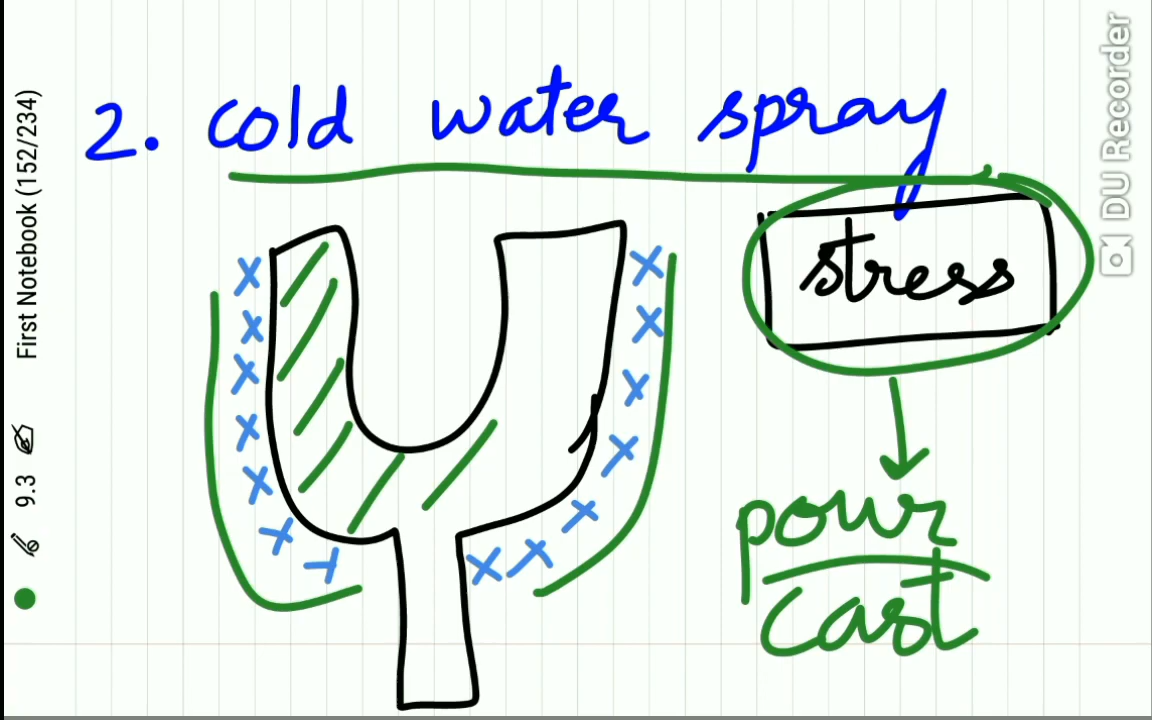 2. cold water spray
stress
pour
cast
First Notebook (152/234)
9.3
DU Recorder